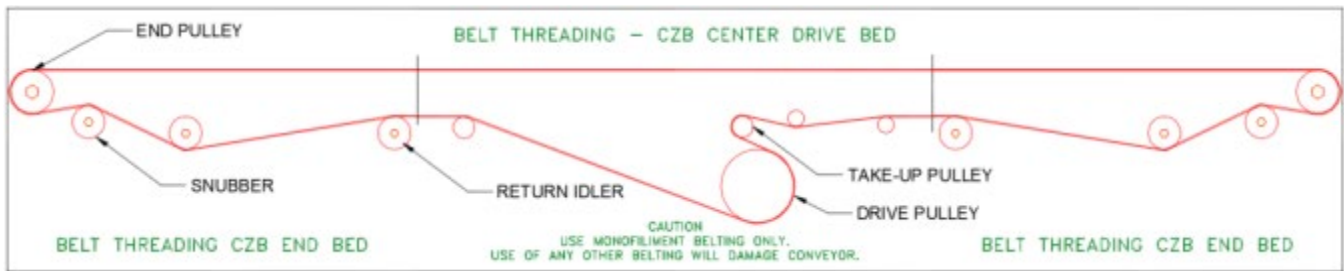 END PULLEY
BELT THREADING - CZB CENTER DRIVE BED
SNUBBER
RETURN IDLER
TAKE-UP PULLEY
DRIVE PULLEY
BELT THREADING CZB END BED
CAUTION
USE MONOFILIMENT BELTING ONLY.
USE OF ANY OTHER BELTING WILL DAMAGE CONVEYOR.
BELT THREADING CZB END BED